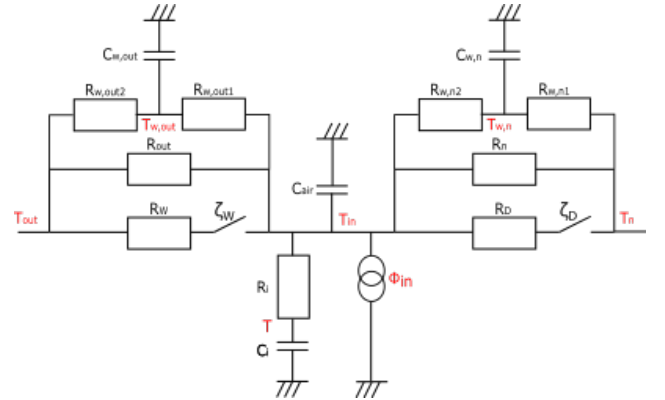 Cw,out
Cw,n
Rw,out2
Rw,out1
Rw,n2
Rw,n1
Tw,out
Tw,n
Rout
Rn
Cair
Tout
RW
ζW
Tin
RD
ζD
Tn
Ri
Φin
T